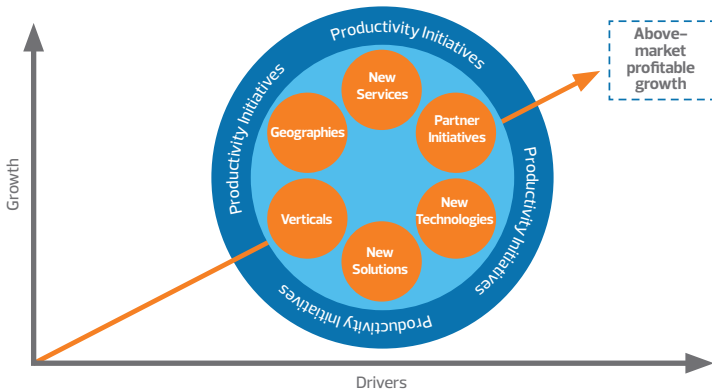 Productivity Initiatives
Above-
market
profitable
growth
New
Services
Productivity Initiatives
Geographies
Partner
Initiatives
Productivity Initiatives
Growth
Verticals
New
Technologies
New
Solutions
Productivity Initiatives
Drivers